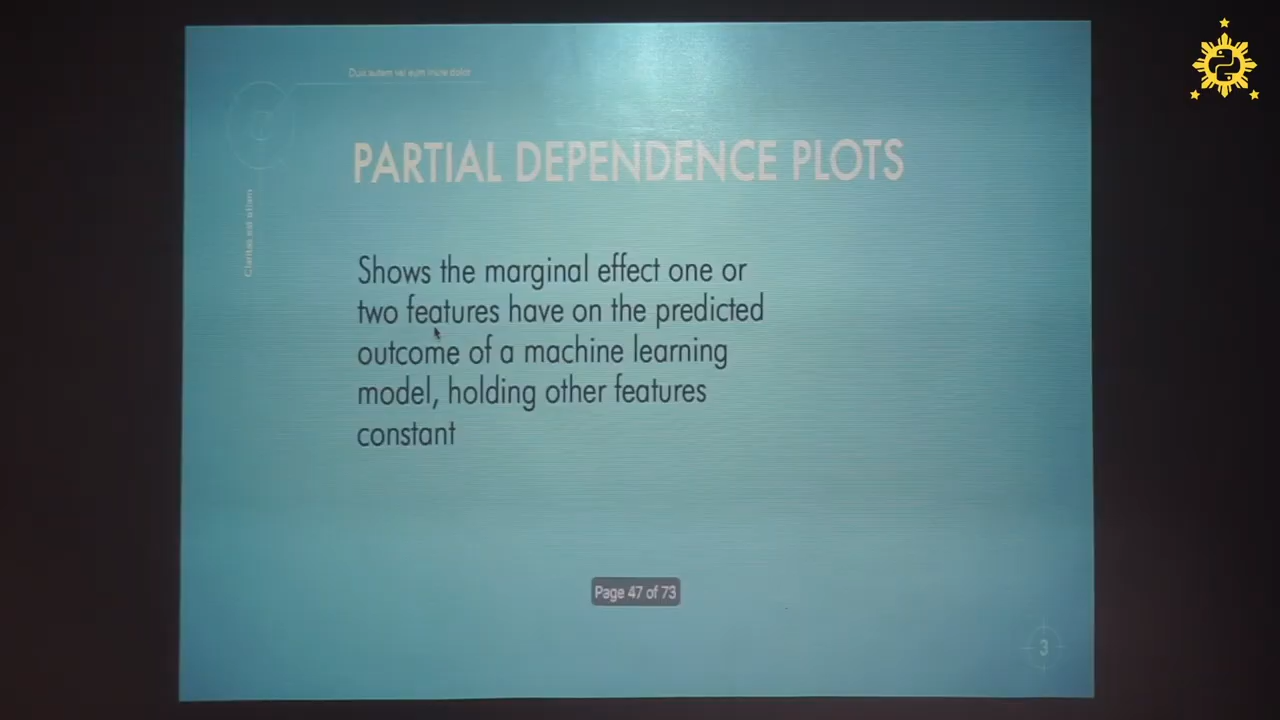 PARTIAL DEPENDENCE PLOTS
Shows the marginal effect one or
two features have on the predicted
outcome of a machine learning
model, holding other features
constant
Page 47 of 73
3